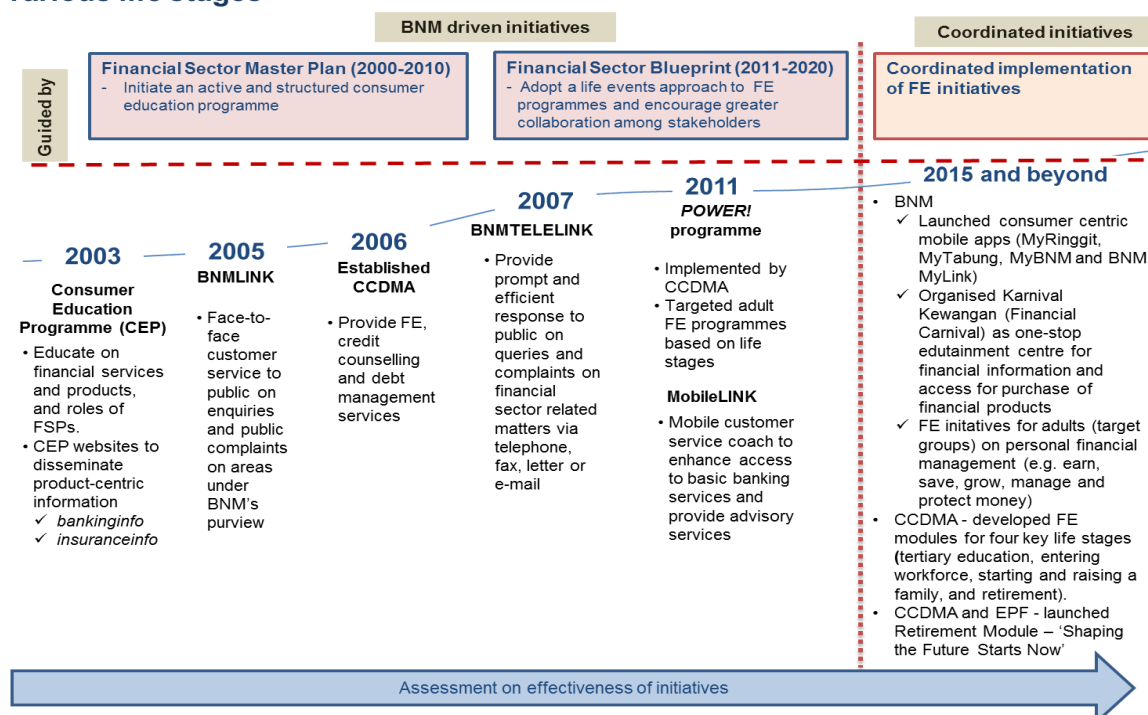 various life stages
BNM driven initiatives
Coordinated initiatives
Guided by
Financial Sector Master Plan (2000-2010)
- Initiate an active and structured consumer
education programme
Financial Sector Blueprint (2011-2020)
- Adopt a life events approach to FE
programmes and encourage greater
collaboration among stakeholders
Coordinated implementation
of FE initiatives
2003
Consumer
Education
Programme (CEP)
• Educate on
financial services
and products,
and roles of
FSPs.
• CEP websites to
disseminate
product-centric
information
✓ bankinginfo
✓ insuranceinfo
2005
BNMLINK
• Face-to-
face
customer
service to
public on
enquiries
and public
complaints
on areas
under
BNM's
purview
2006
Established
CCDMA
• Provide FE,
credit
counselling
and debt
management
services
2007
BNMTELELINK
• Provide
prompt and
efficient
response to
public on
queries and
complaints on
financial
sector related
matters via
telephone,
fax, letter or
e-mail
2011
POWER!
programme
• Implemented by
CCDMA
• Targeted adult
FE programmes
based on life
stages
MobileLINK
• Mobile customer
service coach to
enhance access
to basic banking
services and
provide advisory
services
2015 and beyond
• BNM
✓ Launched consumer centric
mobile apps (MyRinggit,
MyTabung, MyBNM and BNM
MyLink)
✓ Organised Karnival
Kewangan (Financial
Carnival) as one-stop
edutainment centre for
financial information and
access for purchase of
financial products
✓ FE initatives for adults (target
groups) on personal financial
management (e.g. earn,
save, grow, manage and
protect money)
• CCDMA - developed FE
modules for four key life stages
(tertiary education, entering
workforce, starting and raising a
family, and retirement).
• CCDMA and EPF - launched
Retirement Module – 'Shaping
the Future Starts Now'
Assessment on effectiveness of initiatives